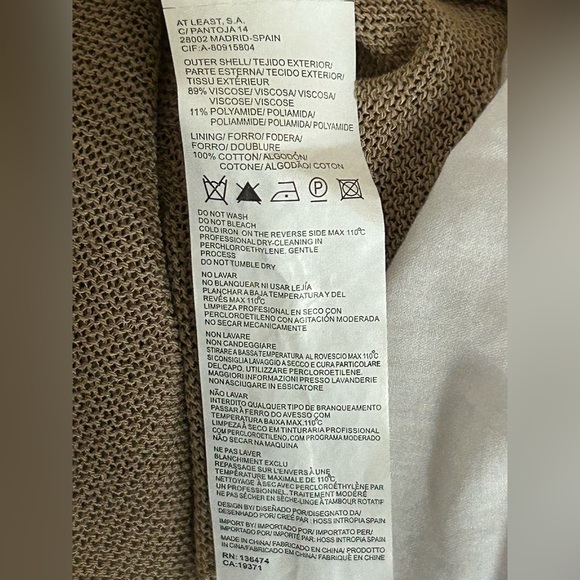 AT LEAST, S.A.
C/ PANTOJA 14
28002 MADRID-SPAIN
CIF:A-80915804
OUTER SHELL/TEJIDO EXTERIOR/
PARTE ESTERNA/TECIDO EXTERIOR/
TISSU EXTÉRIEUR
89% VISCOSE/VISCOSA/VISCOSA/
VISCOSE/VISCOSE
11% POLYAMIDE/POLIAMIDA/
POLIAMMIDE/POLIAMIDA/POLYAMIDE
LINING/ FORRO/ FODERA/
FORRO/ DOUBLURE
100% COTTON/ALGODÓN/
COTONE/ALGODÃO/ COTON
DO NOT WASH
DO NOT BLEACH
COLD IRON ON THE REVERSE SIDE MAX 110ºC
PROFESSIONAL DRY-CLEANING IN
PERCHLOROETHYLENE. GENTLE
PROCESS
DO NOT TUMBLE DRY
NO LAVAR
NO BLANQUEAR NI USAR LEJÍA
PLANCHAR A BAJA TEMPERATURA Y DEL
REVÉS MAX 110ºC
LIMPIEZA PROFESIONAL EN SECO CON
PERCLOROETILENO CON AGITACIÓN MODERADA
NO SECAR MECANICAMENTE
NON LAVARE
NON CANDEGGIARE
STIRARE A BASSA TEMPERATURA AL ROVESCIO MAX 110ºC
SI CONSIGLIA LAVAGGIO A SECCO E CURA PARTICOLARE
DEL CAPO. UTILIZZARE PERCLOROETILENE.
MAGGIORI INFORMAZIONI PRESSO LAVANDERIE
NON ASCIUGARE IN ESSICATORE
NÃO LAVAR
INTERDITO QUALQUER TIPO DE BRANQUEAMENTO
PASSAR A FERRO DO AVESSO COM
TEMPERATURA BAIXA MAX.110ºC
LIMPEZA À SECO EM TINTURARIA PROFISSIONAL
COM PERCLOROETILENO, COM PROGRAMA MODERADO
NÃO SECAR NA MAQUINA
NE PAS LAVER
BLANCHIMENT EXCLU
REPASSAGE SUR L'ENVERS À UNE
TEMPÉRATURE MAXIMALE DE 110ºC
NETTOYAGE À SEC AVEC PERCHLORÉTHYLÈNE PAR
UN PROFESSIONNEL. TRAITEMENT MODÉRÉ
NE PAS SÉCHER EN SÈCHE-LINGE À TAMBOUR ROTATIF
DESIGN BY/ DISEÑADO POR/DISEGNATO DA/
DESENHADO POR/ CREÉ PAR : HOSS INTROPIA SPAIN
IMPORT BY/ IMPORTADO POR/ IMPORTATO PER/
IMPORTADO POR/ IMPORTÉ PAR: HOSS INTROPIA SPAIN
MADE IN CHINA/ FABRICADO EN CHINA/ PRODOTTO
IN CINA/FABRICADO EM CHINA/ FABRIQUÉ EN CHINE
RN: 136474
CA:19371